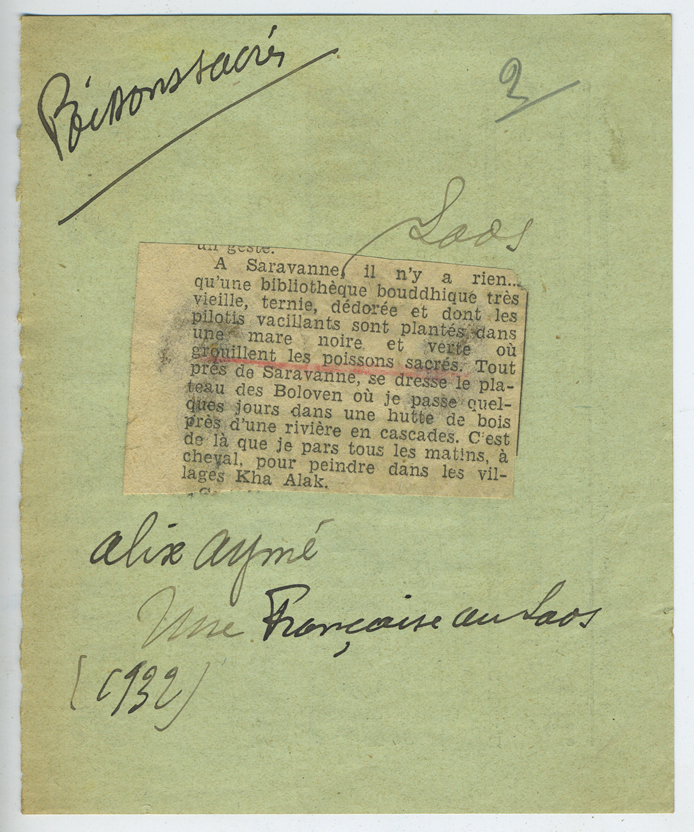 Poissons sacrés
2
Laos
un geste.
A Saravanne, il n'y a rien...
qu'une bibliothèque bouddhique très
vieille, ternie, dédorée et dont les
pilotis vacillants sont plantés dans
une mare noire et verte où
grouillent les poissons sacrés. Tout
près de Saravanne, se dresse le pla-
teau des Boloven où je passe quel-
ques jours dans une hutte de bois
près d'une rivière en cascades. C'est
de là que je pars tous les matins, à
cheval, pour peindre dans les vil-
lages Kha Alak.
alix aymé
Une Française au Laos
(1932)